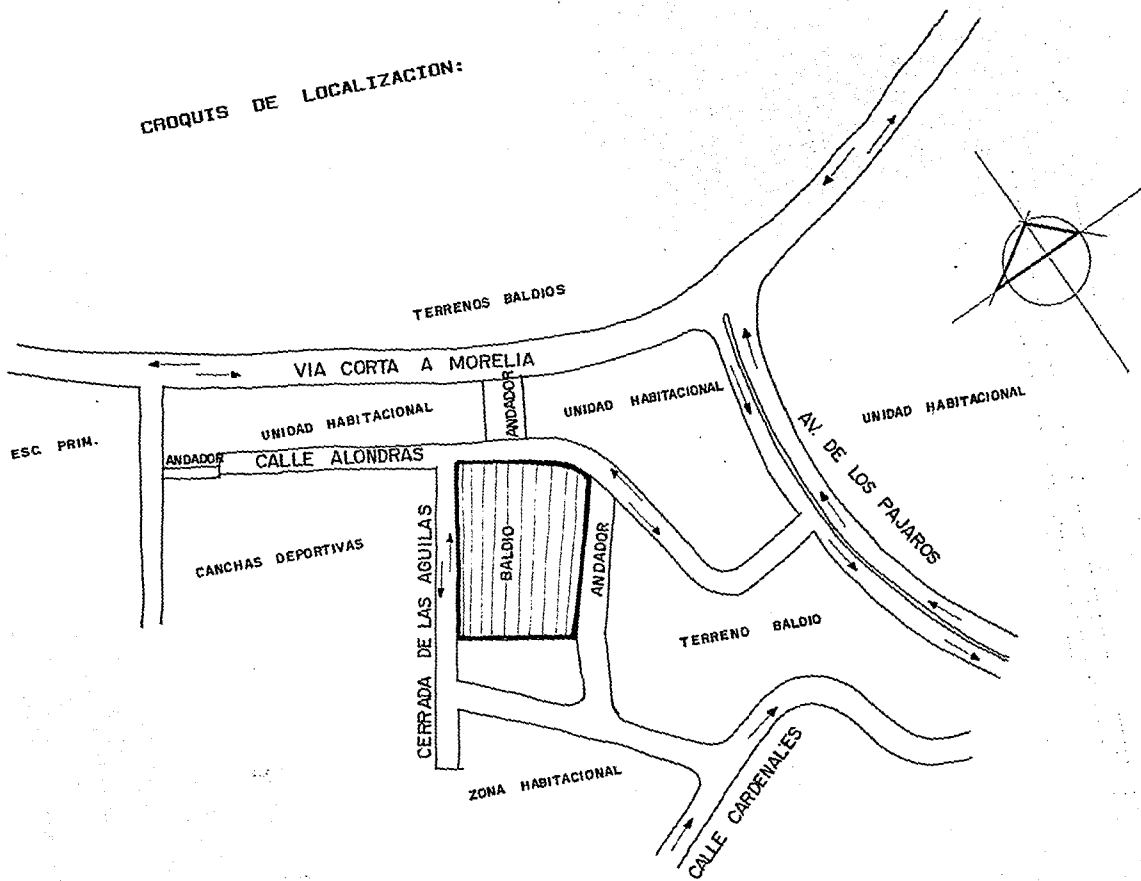 CROQUIS DE LOCALIZACION:
TERRENOS BALDIOS
VIA CORTA A MORELIA
ANDADOR
UNIDAD HABITACIONAL
UNIDAD HABITACIONAL
UNIDAD HABITACIONAL
ESC. PRIM.
ANDADOR
CALLE ALONDRAS
AV. DE LOS PAJAROS
CANCHAS DEPORTIVAS
CERRADA DE LAS AGUILAS
BALDIO
ANDADOR
TERRENO BALDIO
ZONA HABITACIONAL
CALLE CARDENALES